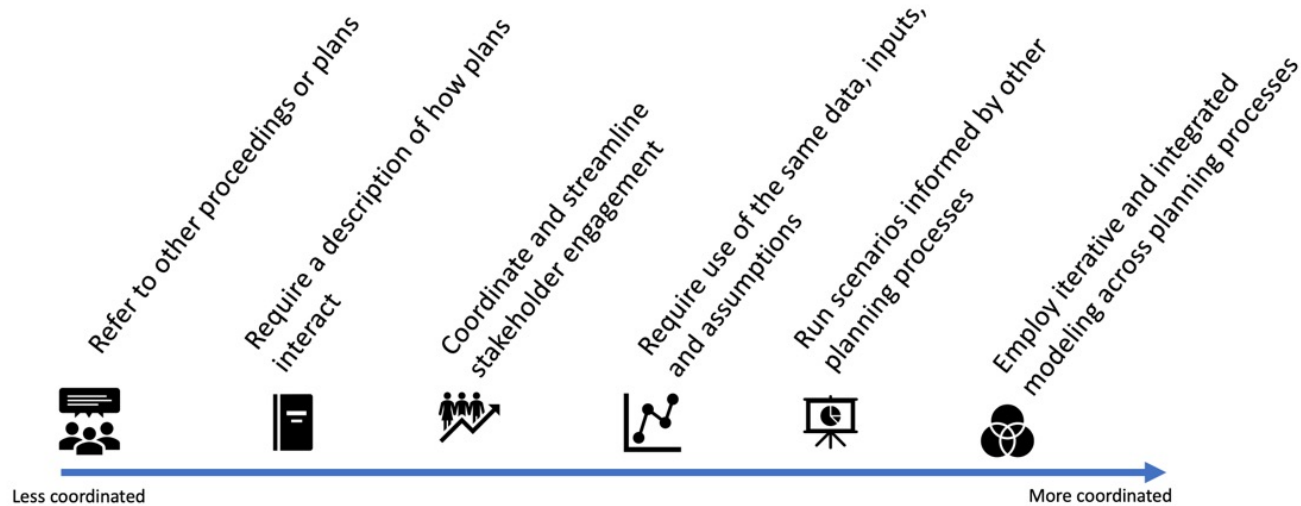 Refer to other proceedings or plans
Require a description of how plans
interact
Coordinate and streamline
stakeholder engagement
Require use of the same data, inputs,
and assumptions
Run scenarios informed by other
planning processes
Employ iterative and integrated
modeling across planning processes
Less coordinated
More coordinated